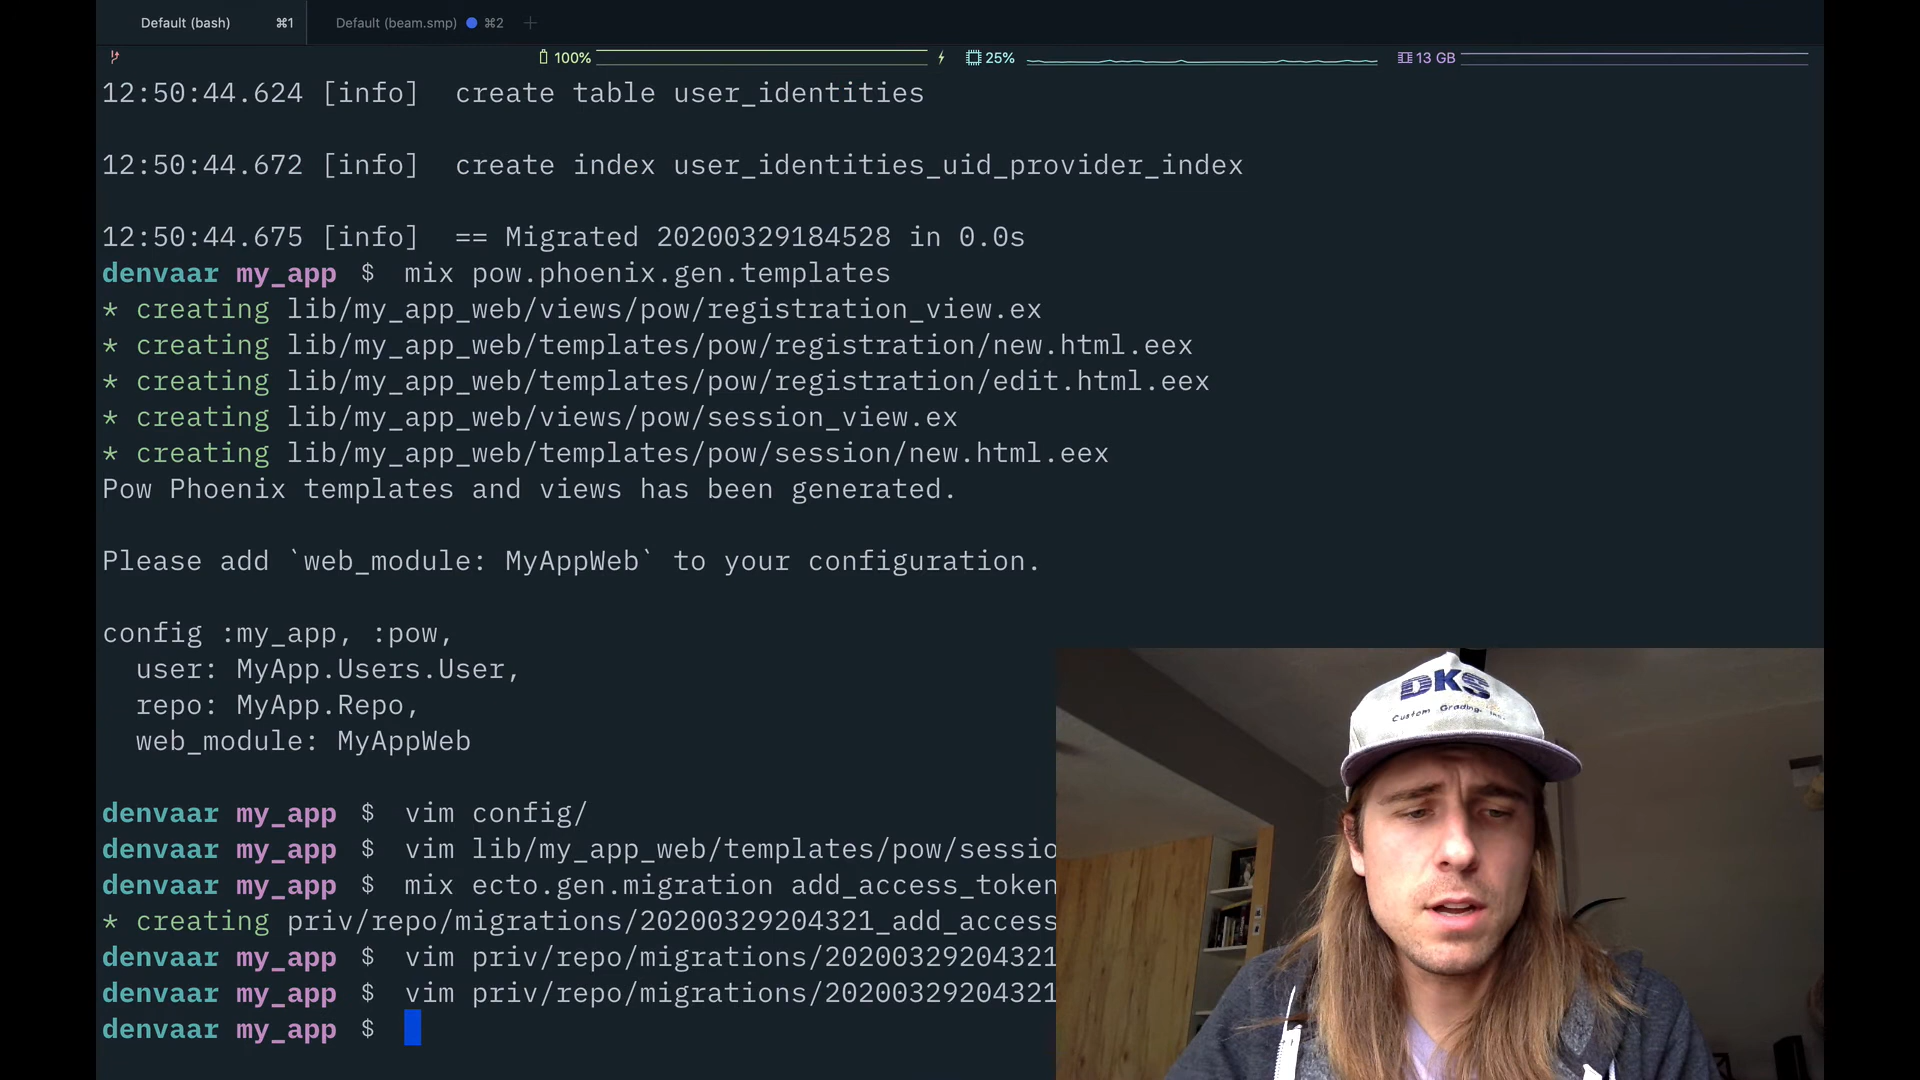 Default (bash) ⌘1 Default (beam.smp) ⌘2 +
100% 25% 13 GB
12:50:44.624 [info]  create table user_identities
12:50:44.672 [info]  create index user_identities_uid_provider_index
12:50:44.675 [info]  == Migrated 20200329184528 in 0.0s
denvaar my_app $ mix pow.phoenix.gen.templates
* creating lib/my_app_web/views/pow/registration_view.ex
* creating lib/my_app_web/templates/pow/registration/new.html.eex
* creating lib/my_app_web/templates/pow/registration/edit.html.eex
* creating lib/my_app_web/views/pow/session_view.ex
* creating lib/my_app_web/templates/pow/session/new.html.eex
Pow Phoenix templates and views has been generated.
Please add `web_module: MyAppWeb` to your configuration.
config :my_app, :pow,
  user: MyApp.Users.User,
  repo: MyApp.Repo,
  web_module: MyAppWeb
denvaar my_app $ vim config/
denvaar my_app $ vim lib/my_app_web/templates/pow/sessio
denvaar my_app $ mix ecto.gen.migration add_access_token
* creating priv/repo/migrations/20200329204321_add_access
denvaar my_app $ vim priv/repo/migrations/20200329204321
denvaar my_app $ vim priv/repo/migrations/20200329204321
denvaar my_app $
DKS
Custom Grading, Inc.